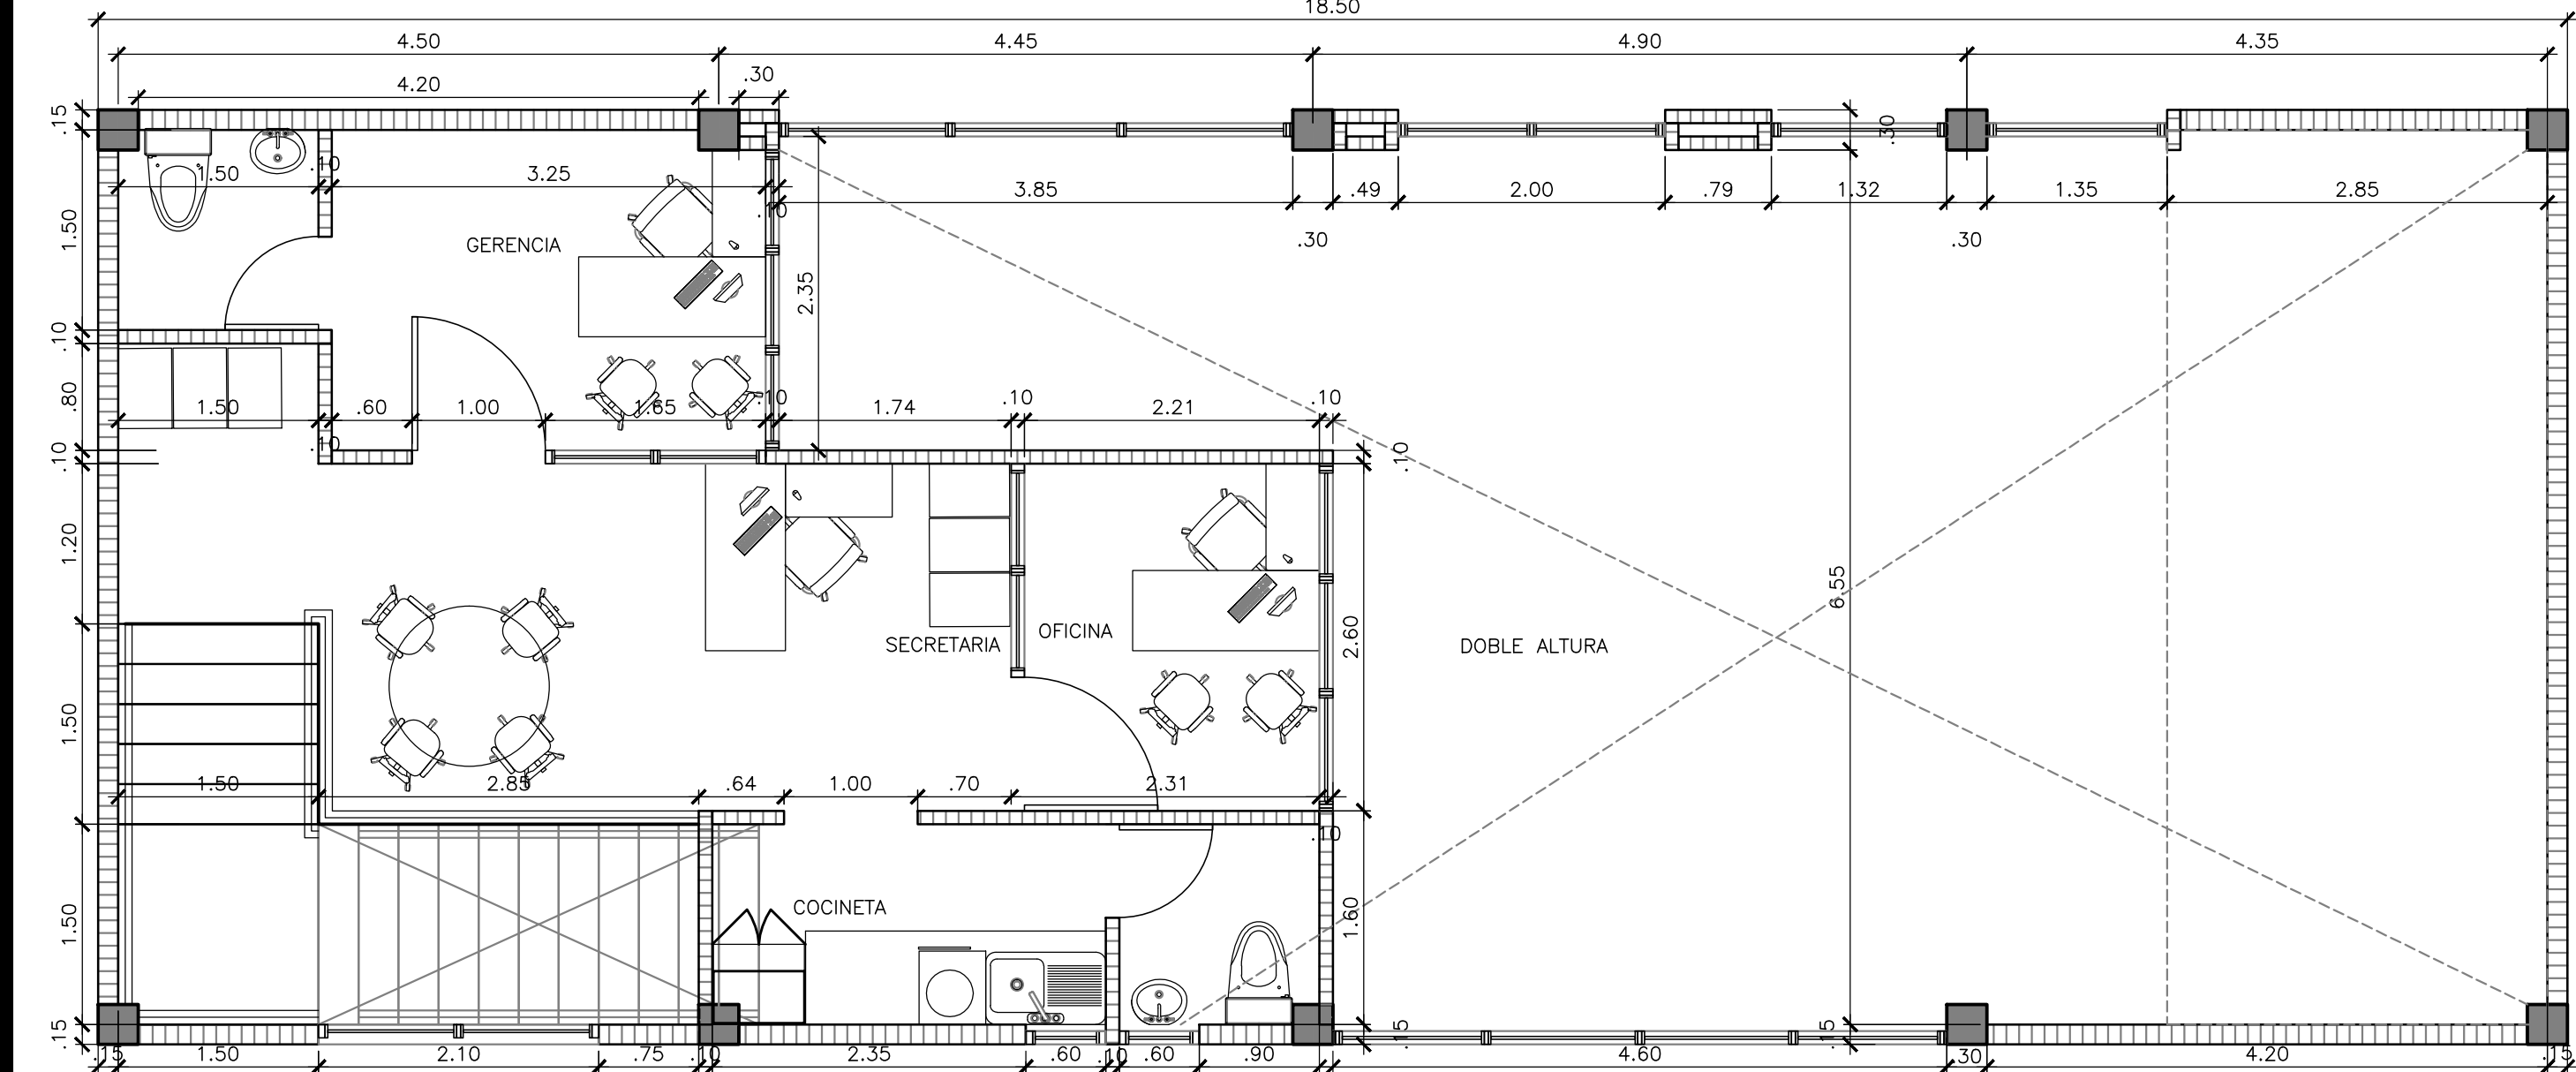 18.50
4.50 4.45 4.90 4.35
.30
4.20
.15 .30
1.50 .10 3.25 3.85 .49 2.00 .79 1.32 1.35 2.85
.10
1.50 GERENCIA .30 .30
2.35
.10
.80 1.50 .60 1.00 1.65 .10 1.74 .10 2.21 .10
.10 .10 .10
1.20
6.55
SECRETARIA OFICINA 2.60 DOBLE ALTURA
1.50
1.50 2.85 .64 1.00 .70 2.31
.10
COCINETA
1.50 1.60
.15 .15 .15
.15 1.50 2.10 .75 .10 2.35 .60 .10 .60 .90 4.60 .30 4.20 .15